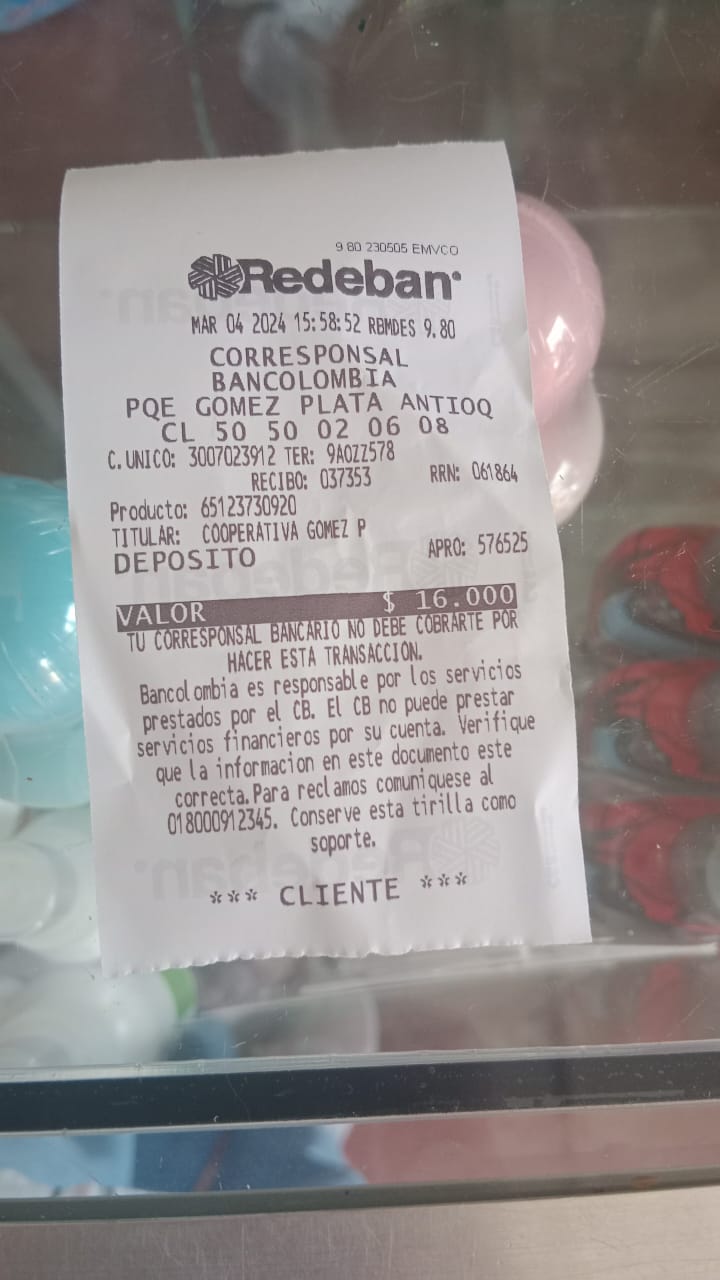 9 80 230505 EMVCO
Redeban
MAR 04 2024 15:58:52 RBMDES 9.80
CORRESPONSAL
BANCOLOMBIA
PQE GOMEZ PLATA ANTIOQ
CL 50 50 02 06 08
C.UNICO: 3007023912 TER: 9AOZZ578
RECIBO: 037353 RRN: 061864
Producto: 65123730920
TITULAR: COOPERATIVA GOMEZ P
DEPOSITO APRO: 576525
VALOR $ 16.000
TU CORRESPONSAL BANCARIO NO DEBE COBRARTE POR
HACER ESTA TRANSACCION.
Bancolombia es responsable por los servicios
prestados por el CB. El CB no puede prestar
servicios financieros por su cuenta. Verifique
que la informacion en este documento este
correcta.Para reclamos comuniquese al
018000912345. Conserve esta tirilla como
soporte.
*** CLIENTE ***